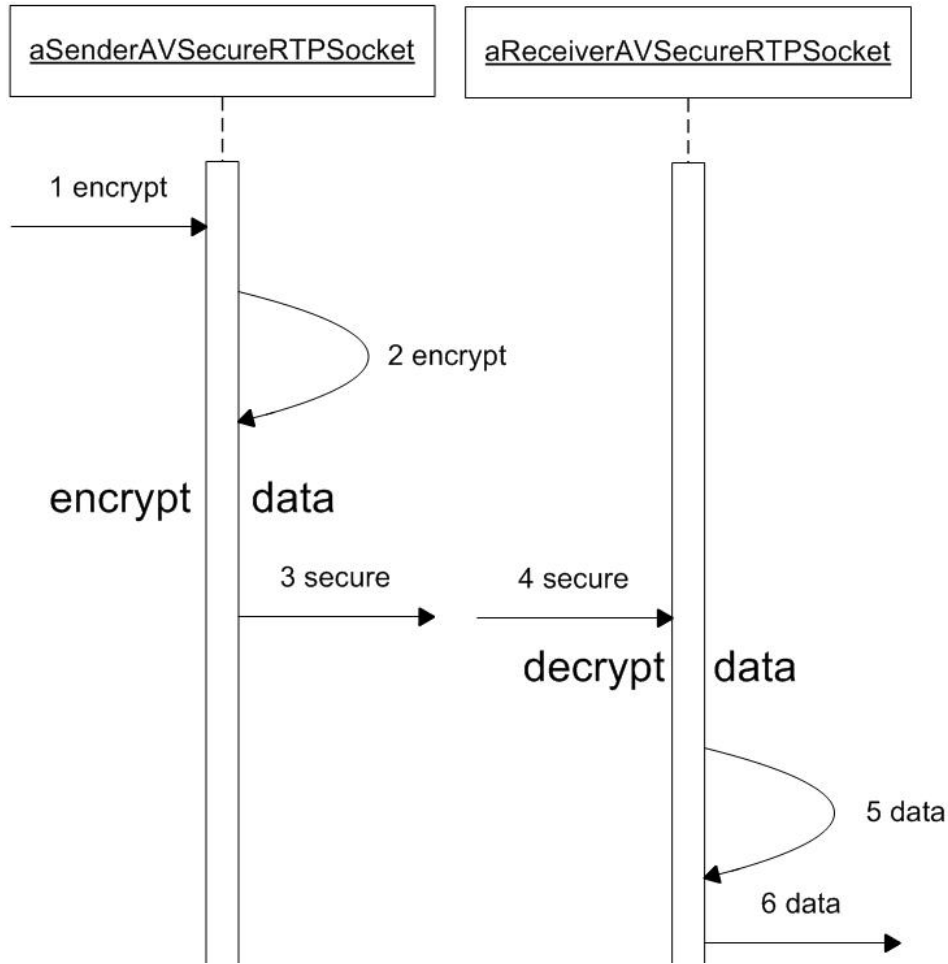 aSenderAVSecureRTPSocket
aReceiverAVSecureRTPSocket
1 encrypt
2 encrypt
encrypt data
3 secure
4 secure
decrypt data
5 data
6 data